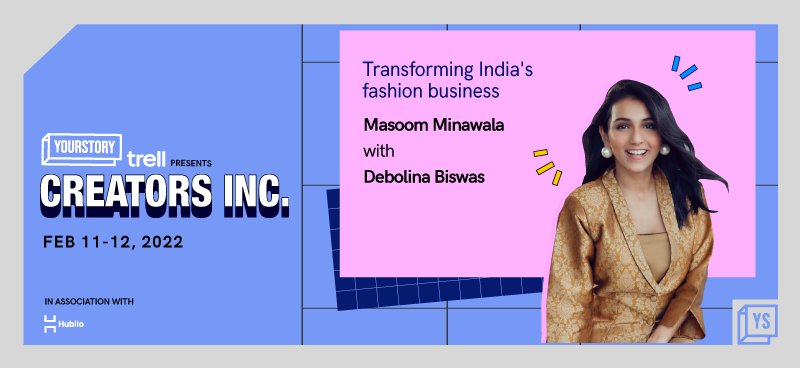 YOURSTORY
trell PRESENTS
CREATORS INC.
FEB 11-12, 2022
IN ASSOCIATION WITH
Hubilo
Transforming India's
fashion business
Masoom Minawala
with
Debolina Biswas
YS